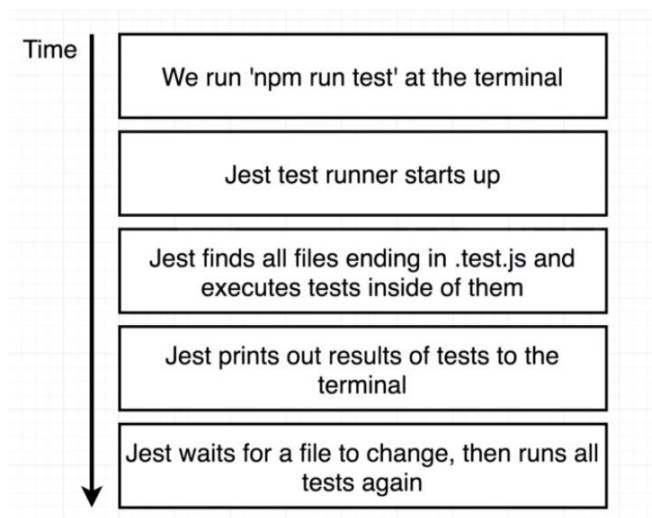 Time
We run 'npm run test' at the terminal
Jest test runner starts up
Jest finds all files ending in .test.js and
executes tests inside of them
Jest prints out results of tests to the
terminal
Jest waits for a file to change, then runs all
tests again